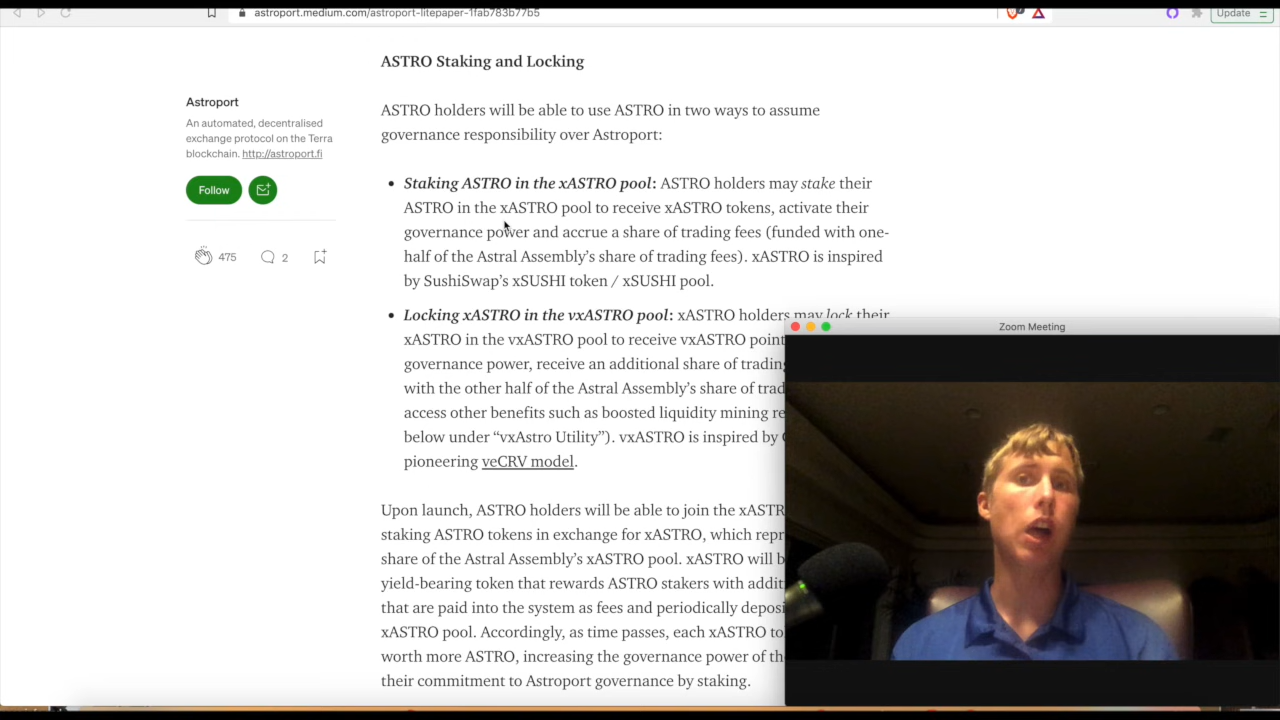 astroport.medium.com/astroport-litepaper-1fab783b77b5
Update
ASTRO Staking and Locking
Astroport
An automated, decentralised
exchange protocol on the Terra
blockchain. http://astroport.fi
Follow
475
2
ASTRO holders will be able to use ASTRO in two ways to assume
governance responsibility over Astroport:
• Staking ASTRO in the xASTRO pool: ASTRO holders may stake their
ASTRO in the xASTRO pool to receive xASTRO tokens, activate their
governance power and accrue a share of trading fees (funded with one-
half of the Astral Assembly’s share of trading fees). xASTRO is inspired
by SushiSwap’s xSUSHI token / xSUSHI pool.
• Locking xASTRO in the vxASTRO pool: xASTRO holders may lock their
xASTRO in the vxASTRO pool to receive vxASTRO point
governance power, receive an additional share of trading
with the other half of the Astral Assembly’s share of trad
access other benefits such as boosted liquidity mining re
below under “vxAstro Utility”). vxASTRO is inspired by
pioneering veCRV model.
Upon launch, ASTRO holders will be able to join the xASTR
staking ASTRO tokens in exchange for xASTRO, which repr
share of the Astral Assembly’s xASTRO pool. xASTRO will b
yield-bearing token that rewards ASTRO stakers with addit
that are paid into the system as fees and periodically deposi
xASTRO pool. Accordingly, as time passes, each xASTRO to
worth more ASTRO, increasing the governance power of th
their commitment to Astroport governance by staking.
Zoom Meeting